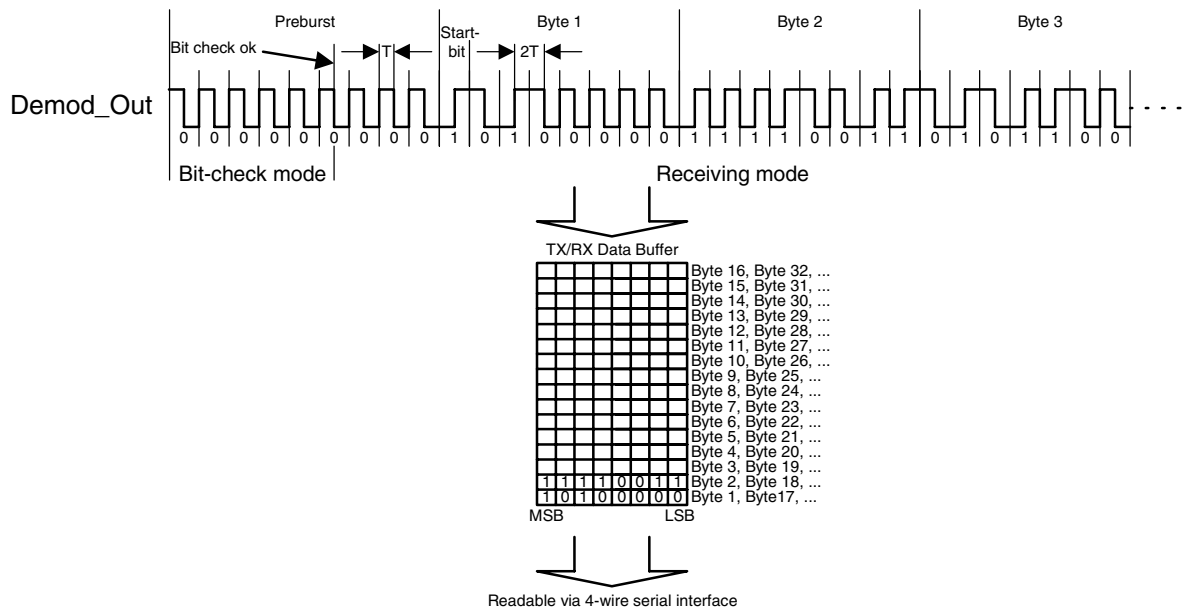 Preburst Byte 1 Byte 2 Byte 3
Bit check ok T Start-
bit 2T
Demod_Out
0 0 0 0 0 0 0 0 0 1 0 1 0 0 0 0 0 1 1 1 1 0 0 1 1 0 1 0 1 1 0 0
Bit-check mode Receiving mode
TX/RX Data Buffer
Byte 16, Byte 32, ...
Byte 15, Byte 31, ...
Byte 14, Byte 30, ...
Byte 13, Byte 29, ...
Byte 12, Byte 28, ...
Byte 11, Byte 27, ...
Byte 10, Byte 26, ...
Byte 9, Byte 25, ...
Byte 8, Byte 24, ...
Byte 7, Byte 23, ...
Byte 6, Byte 22, ...
Byte 5, Byte 21, ...
Byte 4, Byte 20, ...
Byte 3, Byte 19, ...
1 1 1 1 0 0 1 1 Byte 2, Byte 18, ...
1 0 1 0 0 0 0 0 Byte 1, Byte17, ...
MSB LSB
Readable via 4-wire serial interface